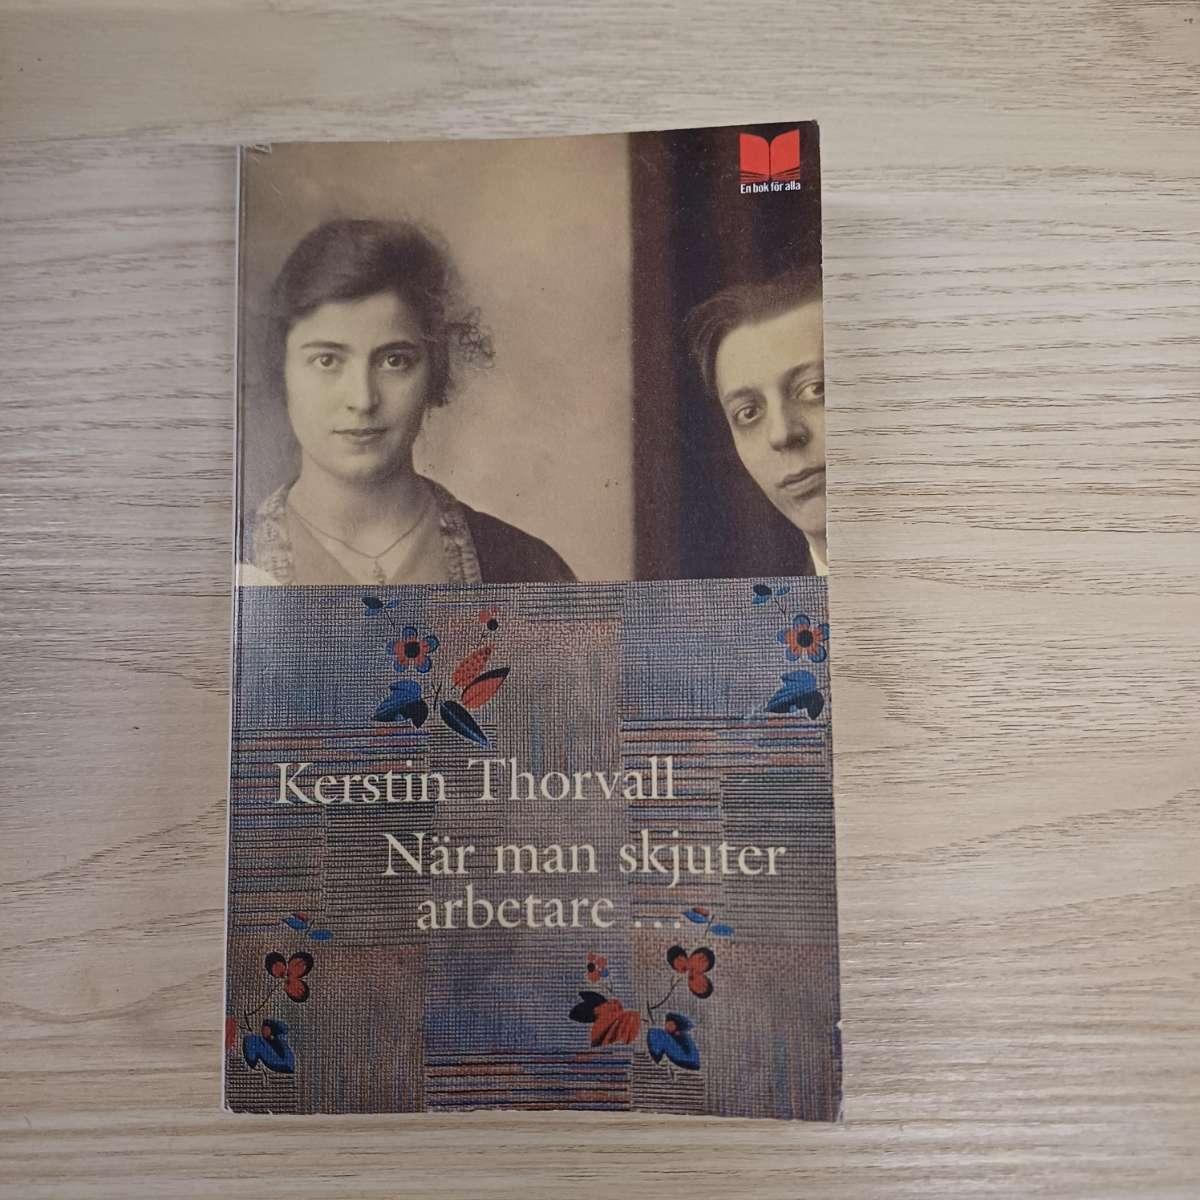 En bok för alla
Kerstin Thorvall
När man skjuter
arbetare ...